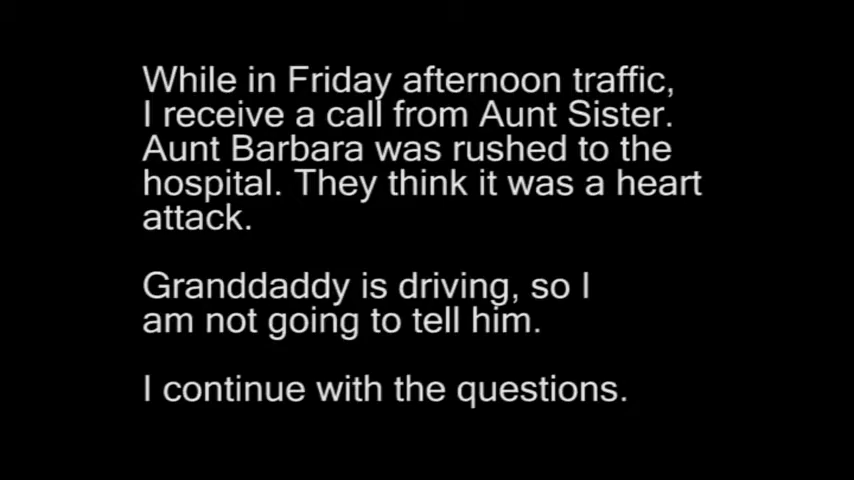 While in Friday afternoon traffic,
I receive a call from Aunt Sister.
Aunt Barbara was rushed to the
hospital. They think it was a heart
attack.
Granddaddy is driving, so I
am not going to tell him.
I continue with the questions.